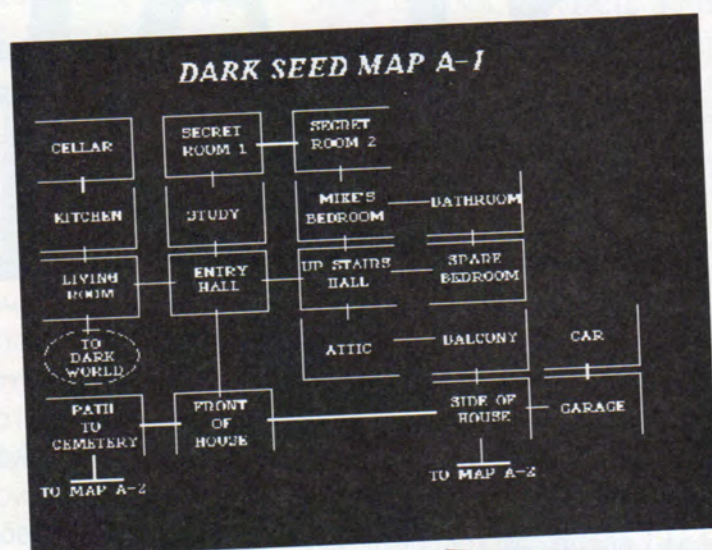 DARK SEED MAP A-1
CELLAR
SECRET
ROOM 1
SECRET
ROOM 2
KITCHEN
STUDY
MIKE'S
BEDROOM
BATHROOM
LIVING
ROOM
ENTRY
HALL
UP STAIRS
HALL
SPARE
BEDROOM
TO
DARK
WORLD
ATTIC
BALCONY
CAR
PATH
TO
CEMETERY
FRONT
OF
HOUSE
SIDE OF
HOUSE
GARAGE
TO MAP A-2
TO MAP A-2